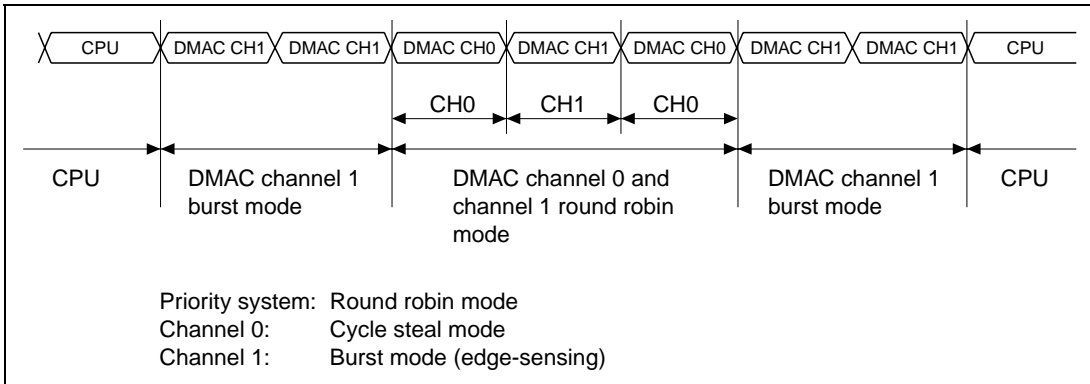 CPU DMAC CH1 DMAC CH1 DMAC CH0 DMAC CH1 DMAC CH0 DMAC CH1 DMAC CH1 CPU
CH0 CH1 CH0
CPU
DMAC channel 1
burst mode
DMAC channel 0 and
channel 1 round robin
mode
DMAC channel 1
burst mode
CPU
Priority system: Round robin mode
Channel 0: Cycle steal mode
Channel 1: Burst mode (edge-sensing)